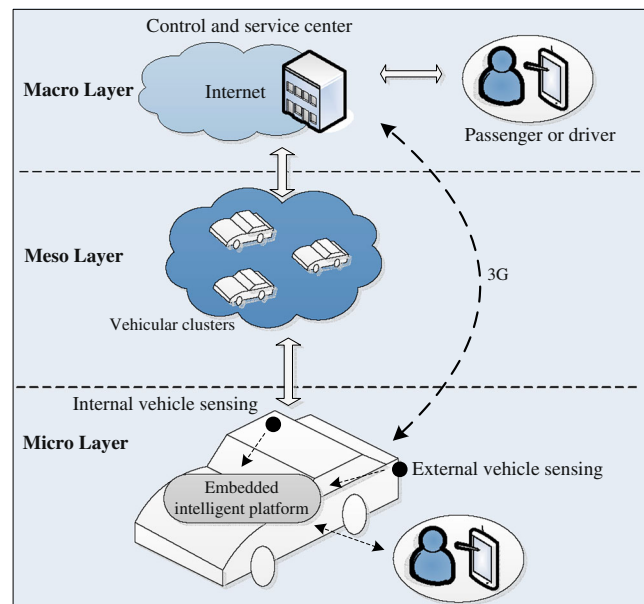 Control and service center
Macro Layer
Internet
Passenger or driver
Meso Layer
3G
Vehicular clusters
Internal vehicle sensing
Micro Layer
External vehicle sensing
Embedded
intelligent platform